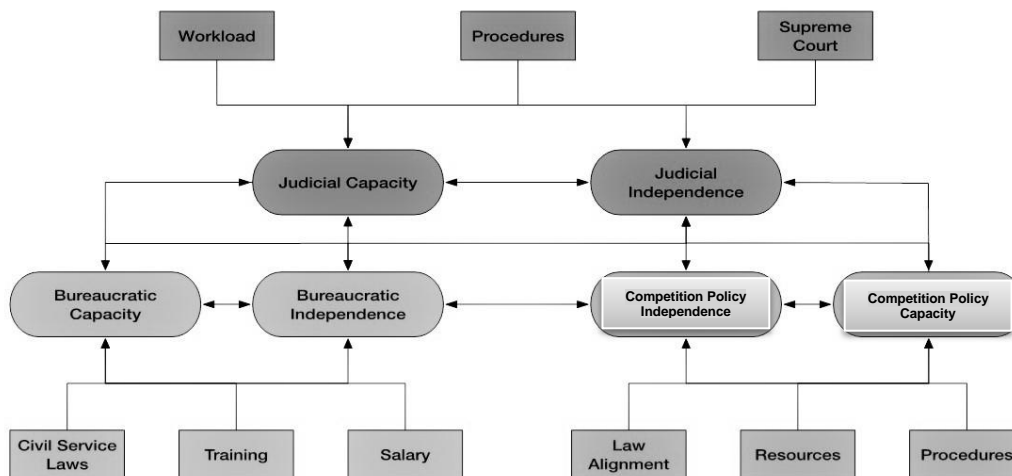 Workload
Procedures
Supreme
Court
Judicial Capacity
Judicial
Independence
Bureaucratic
Capacity
Bureaucratic
Independence
Competition Policy
Independence
Competition Policy
Capacity
Civil Service
Laws
Training
Salary
Law
Alignment
Resources
Procedures